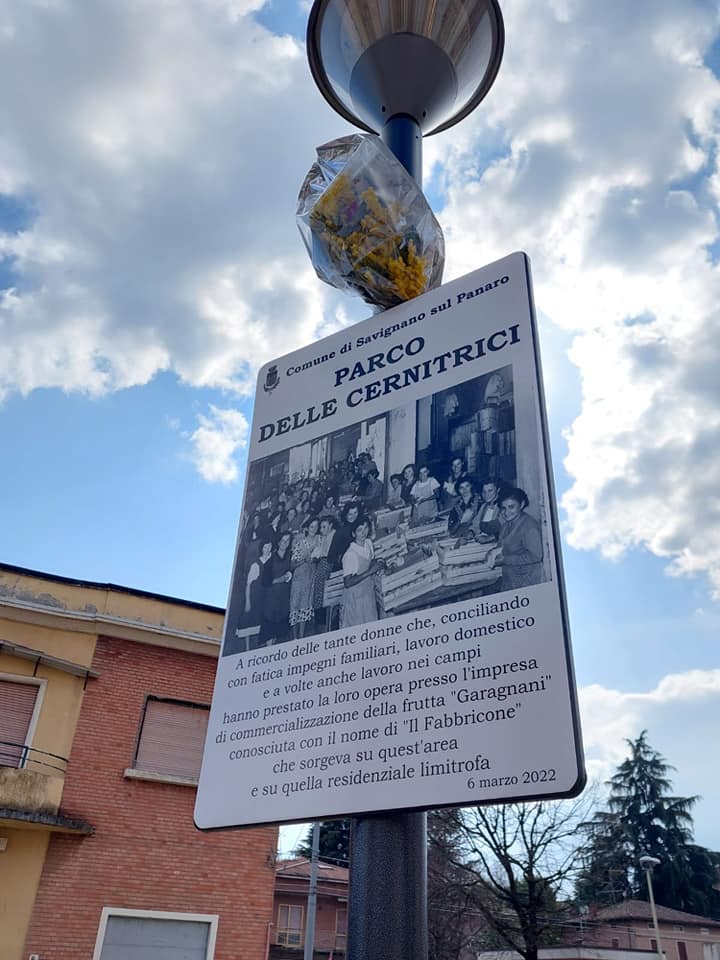 Comune di Savignano sul Panaro
PARCO
DELLE CERNITRICI
A ricordo delle tante donne che, conciliando
con fatica impegni familiari, lavoro domestico
e a volte anche lavoro nei campi
hanno prestato la loro opera presso l'impresa
di commercializzazione della frutta "Garagnani"
conosciuta con il nome di "Il Fabbricone"
che sorgeva su quest'area
e su quella residenziale limitrofa
6 marzo 2022